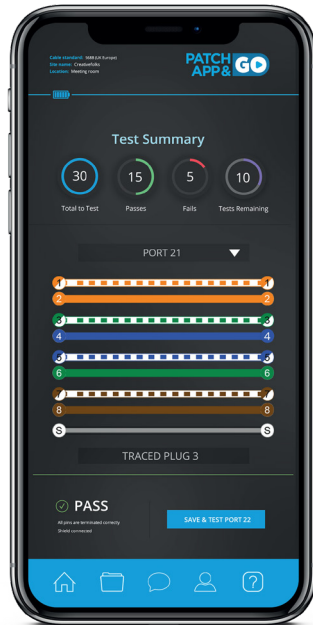 Cable standard: 568B (UK Europe)
Site name: Creativefolks
Location: Meeting room
PATCH
APP &
GO
Test Summary
30
15
5
10
Total to Test
Passes
Fails
Tests Remaining
PORT 21
1 1
2 2
3 3
4 4
5 5
6 6
7 7
8 8
S S
TRACED PLUG 3
PASS
All pins are terminated correctly
Shield connected
SAVE & TEST PORT 22
?